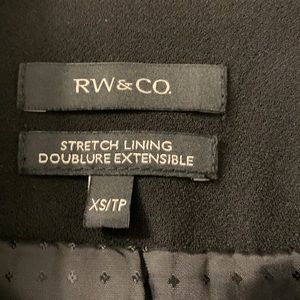 RW&CO.
STRETCH LINING
DOUBLURE EXTENSIBLE
XS/TP